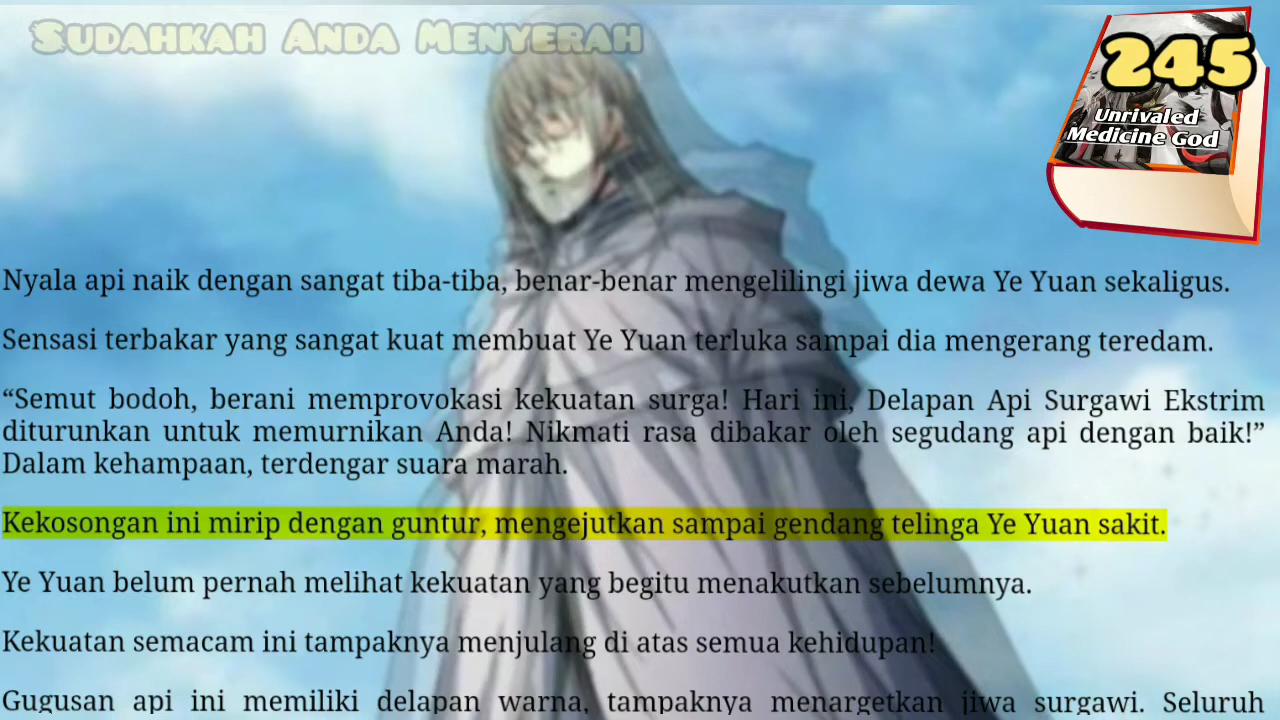 Sudahkah Anda Menyerah
245
Unrivaled
Medicine God
Nyala api naik dengan sangat tiba-tiba, benar-benar mengelilingi jiwa dewa Ye Yuan sekaligus.
Sensasi terbakar yang sangat kuat membuat Ye Yuan terluka sampai dia mengerang teredam.
“Semut bodoh, berani memprovokasi kekuatan surga! Hari ini, Delapan Api Surgawi Ekstrim
diturunkan untuk memurnikan Anda! Nikmati rasa dibakar oleh segudang api dengan baik!”
Dalam kehampaan, terdengar suara marah.
Kekosongan ini mirip dengan guntur, mengejutkan sampai gendang telinga Ye Yuan sakit.
Ye Yuan belum pernah melihat kekuatan yang begitu menakutkan sebelumnya.
Kekuatan semacam ini tampaknya menjulang di atas semua kehidupan!
Gugusan api ini memiliki delapan warna, tampaknya menargetkan jiwa surgawi. Seluruh